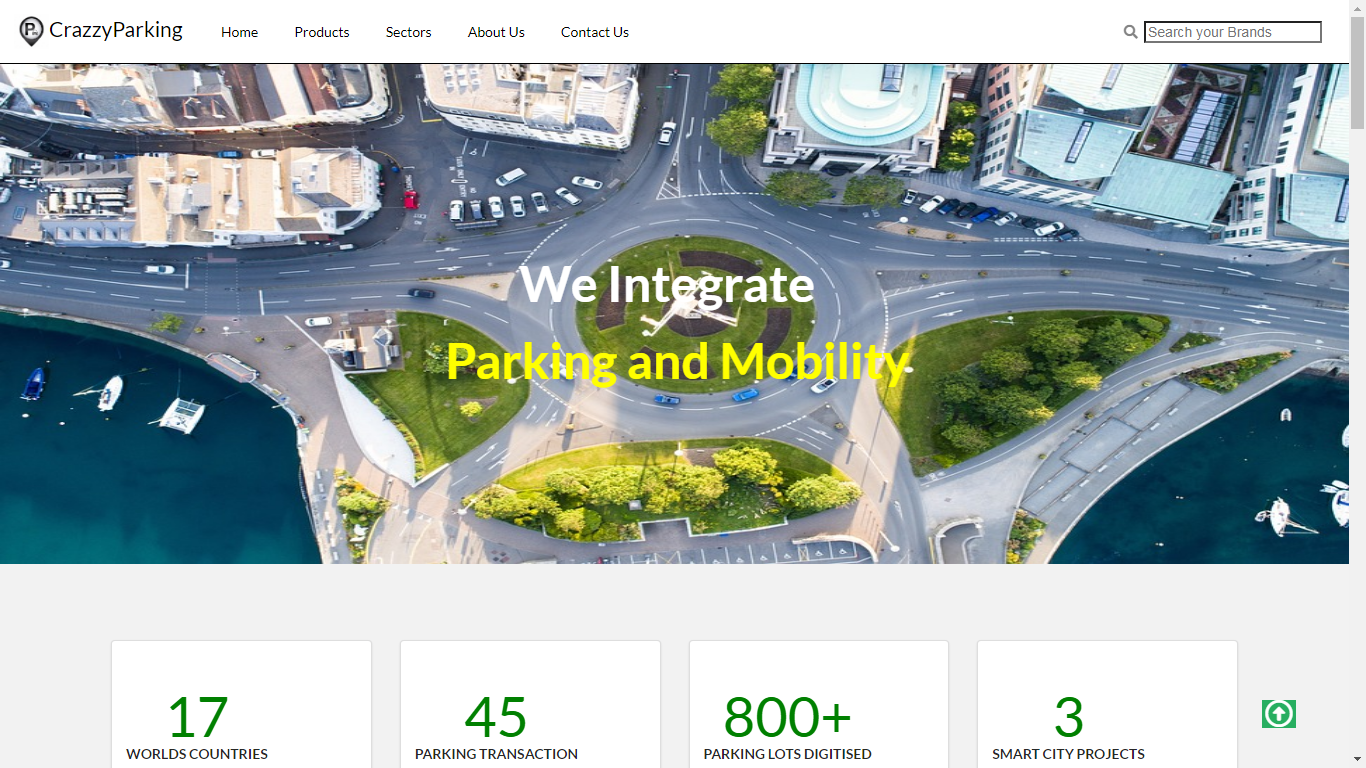 CrazzyParking
Home
Products
Sectors
About Us
Contact Us
Search your Brands
We Integrate
Parking and Mobility
17
WORLDS COUNTRIES
45
PARKING TRANSACTION
800+
PARKING LOTS DIGITISED
3
SMART CITY PROJECTS